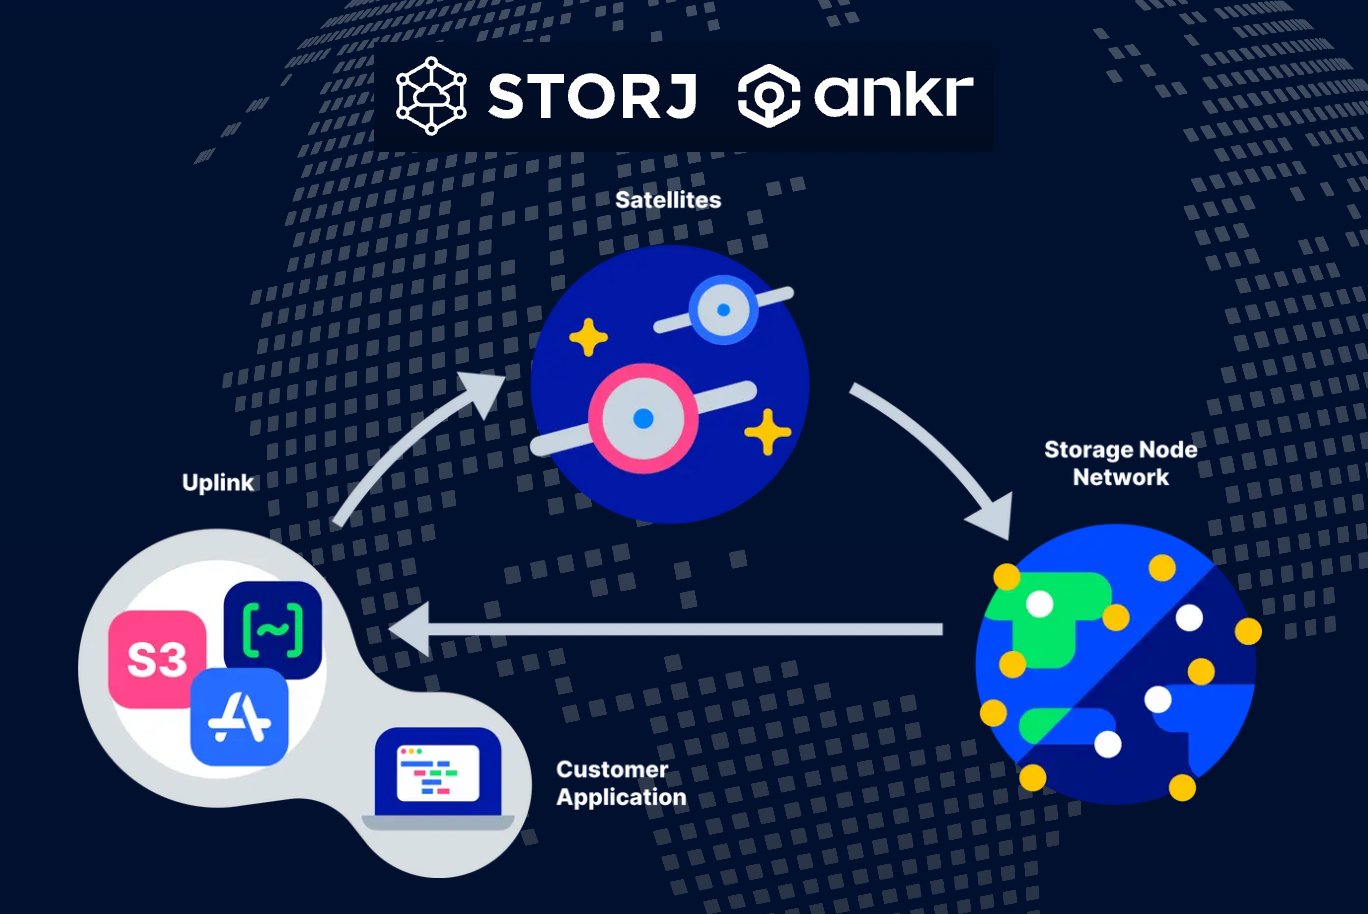 STORJ ankr
Satellites
Storage Node
Network
Uplink
S3
Customer
Application